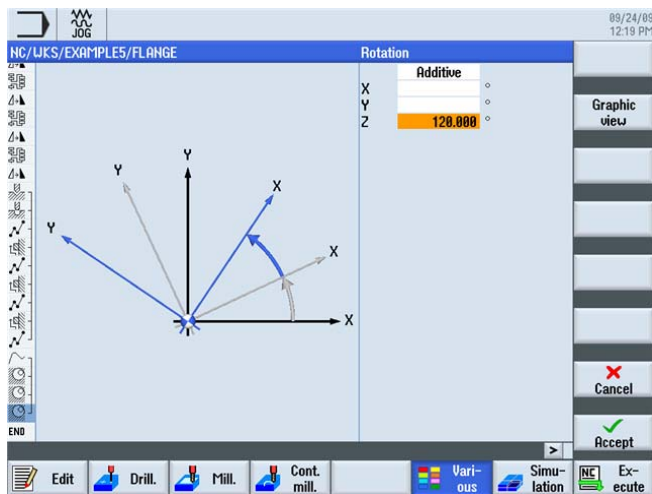 JOG
09/24/09
12:19 PM
NC/WKS/EXAMPLE5/FLANGE
Rotation
Additive
X °
Y °
Z 120.000 °
Graphic
view
Y
Y
X
Y
X
X
Cancel
END
Accept
>
Edit
Drill.
Mill.
Cont.
mill.
Vari-
ous
Simu-
lation
NC
Ex-
ecute